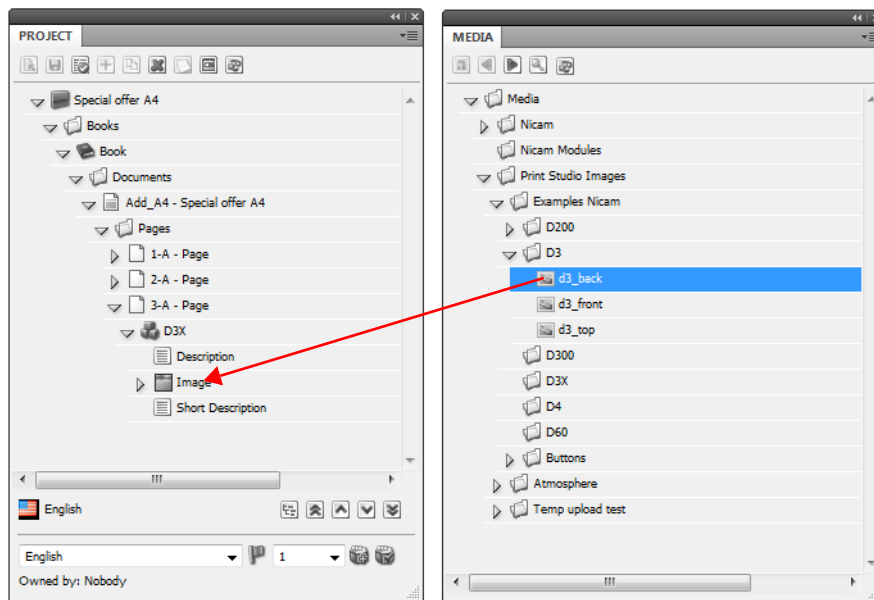 PROJECT
Special offer A4
Books
Book
Documents
Add_A4 - Special offer A4
Pages
1-A - Page
2-A - Page
3-A - Page
D3X
Description
Image
Short Description
English
English
1
Owned by: Nobody
MEDIA
Media
Nicam
Nicam Modules
Print Studio Images
Examples Nicam
D200
D3
d3_back
d3_front
d3_top
D300
D3X
D4
D60
Buttons
Atmosphere
Temp upload test